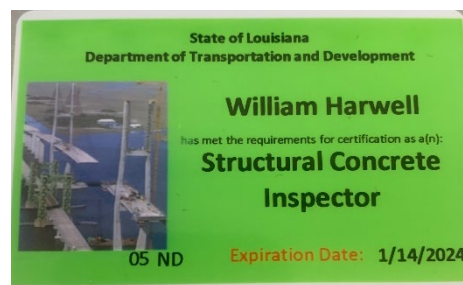 State of Louisiana
Department of Transportation and Development
William Harwell
has met the requirements for certification as a(n):
Structural Concrete
Inspector
05 ND
Expiration Date: 1/14/2024